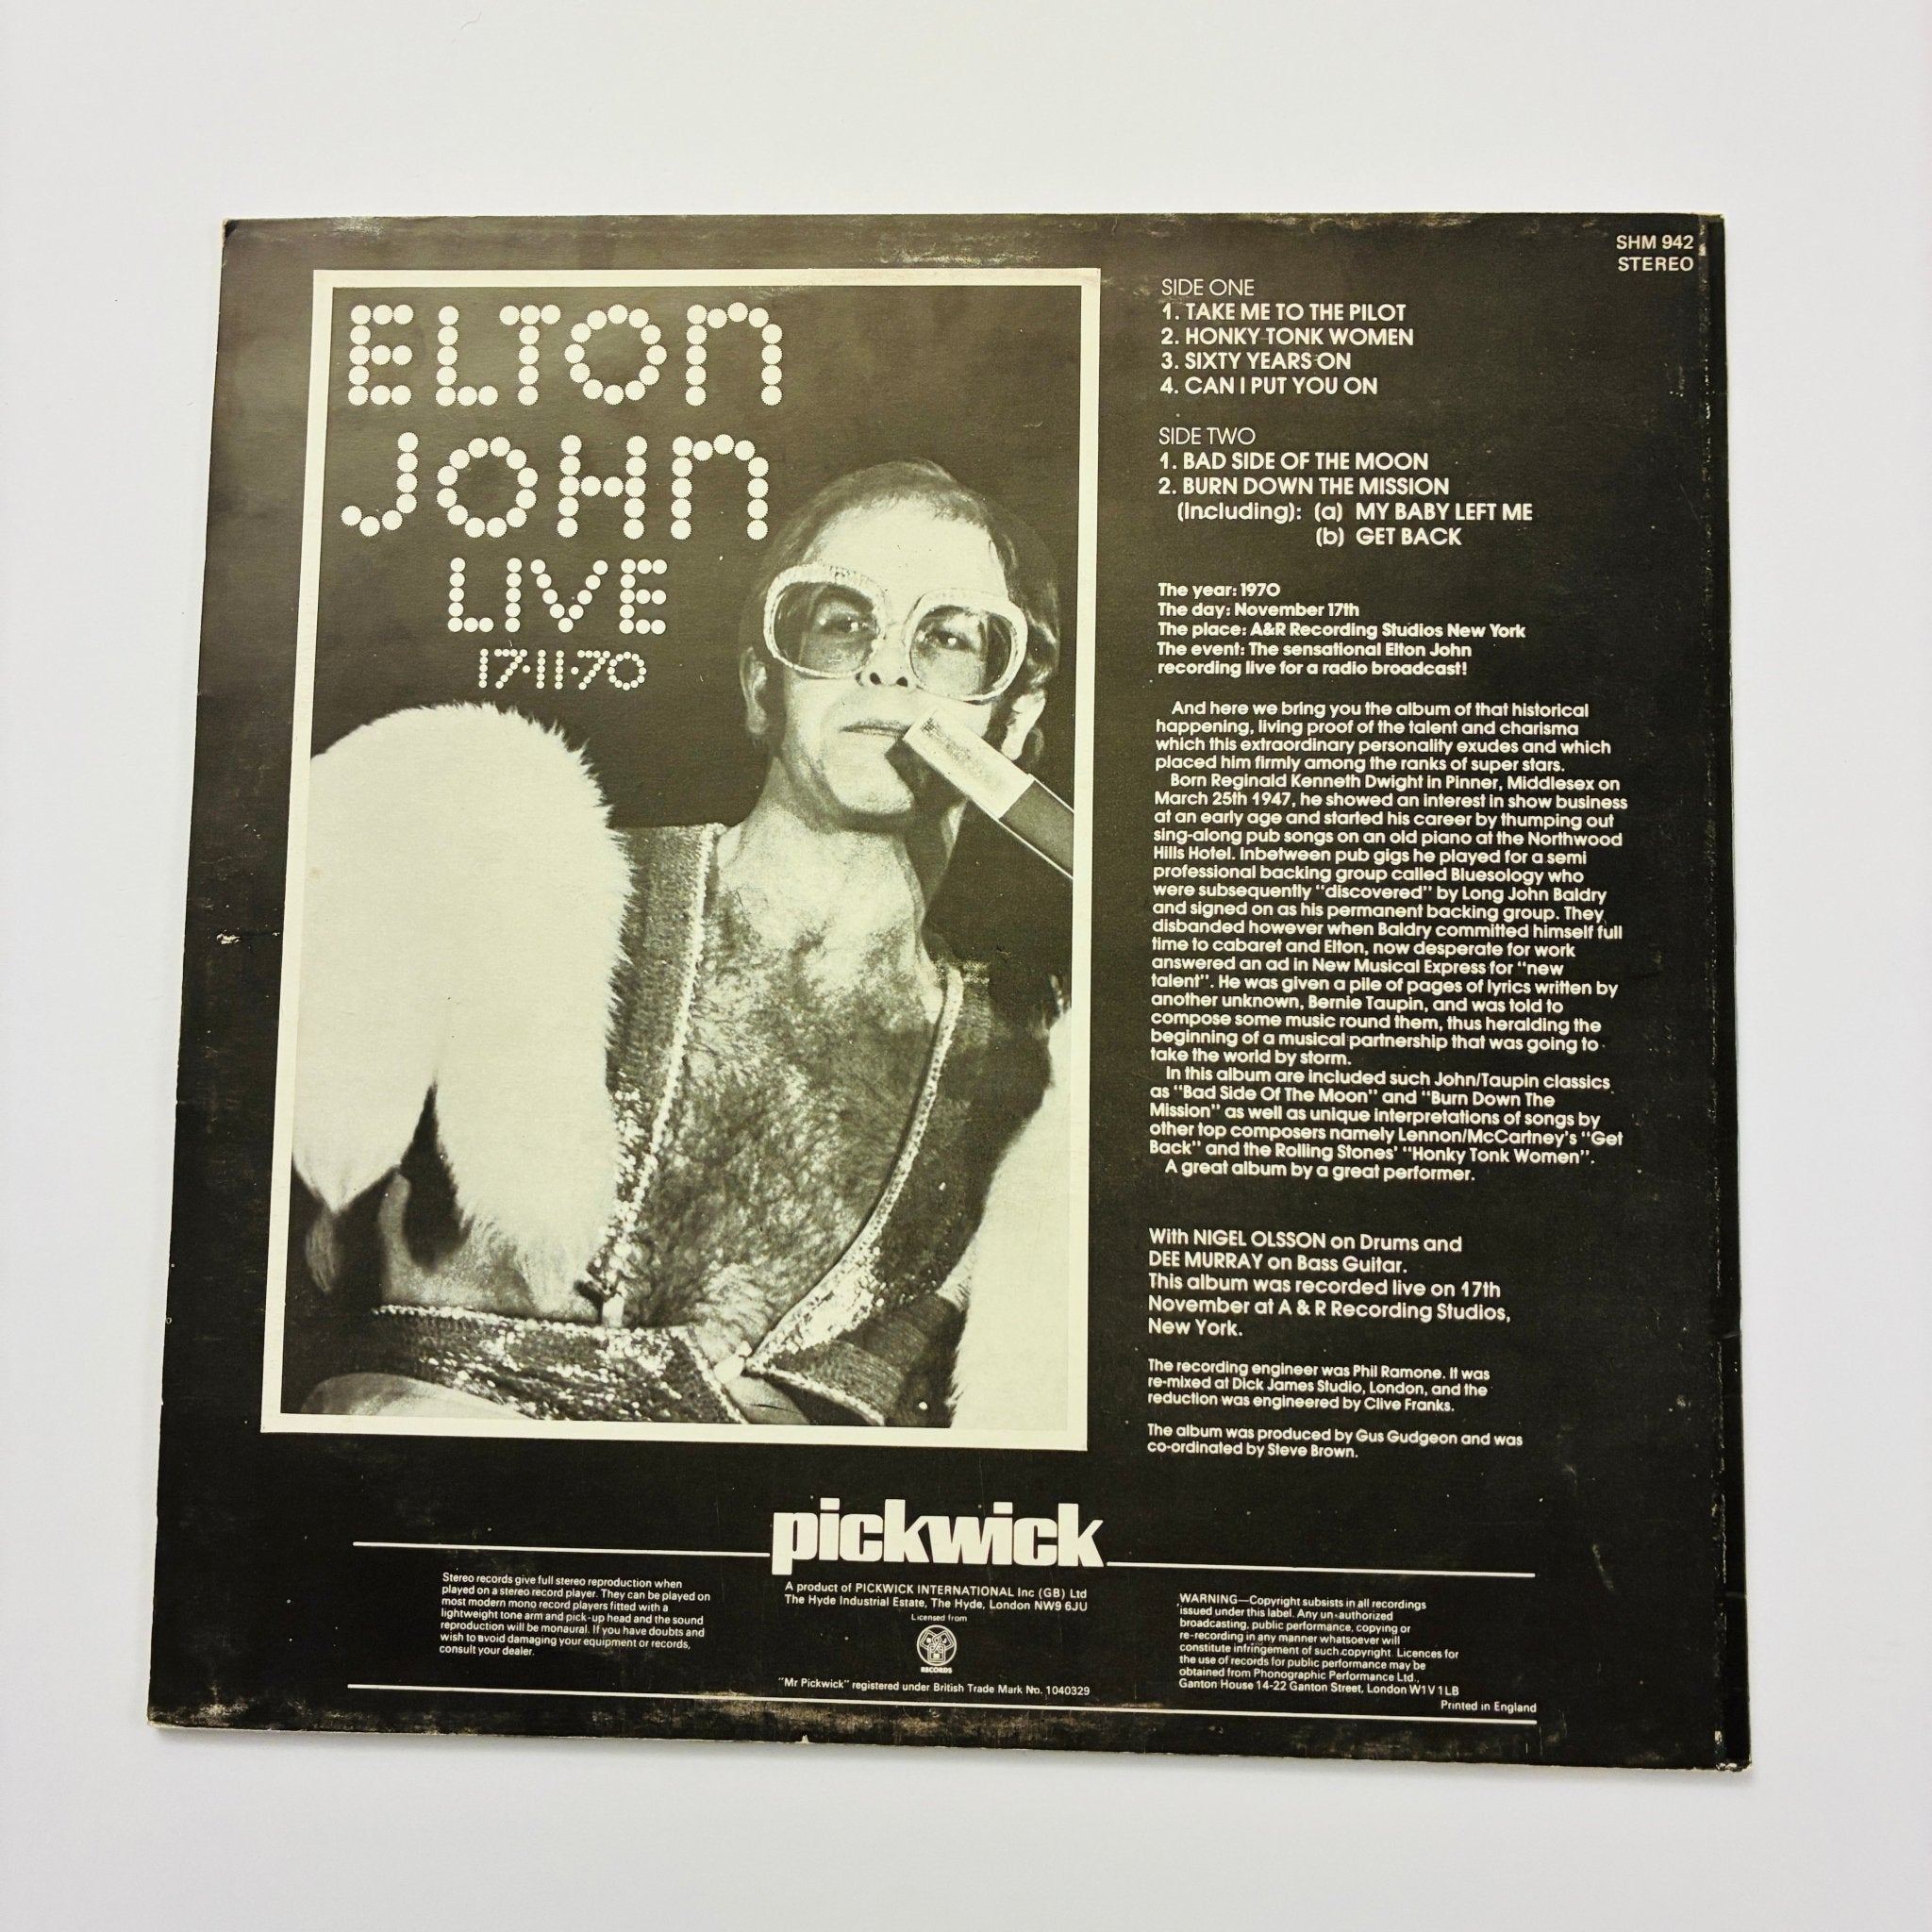 SHM 942
STEREO
ELTON
JOHN
LIVE
17·11·70
SIDE ONE
1. TAKE ME TO THE PILOT
2. HONKY TONK WOMEN
3. SIXTY YEARS ON
4. CAN I PUT YOU ON
SIDE TWO
1. BAD SIDE OF THE MOON
2. BURN DOWN THE MISSION
(Including): (a) MY BABY LEFT ME
(b) GET BACK
The year: 1970
The day: November 17th
The place: A&R Recording Studios New York
The event: The sensational Elton John
recording live for a radio broadcast!
And here we bring you the album of that historical
happening, living proof of the talent and charisma
which this extraordinary personality exudes and which
placed him firmly among the ranks of super stars.
Born Reginald Kenneth Dwight in Pinner, Middlesex on
March 25th 1947, he showed an interest in show business
at an early age and started his career by thumping out
sing-along pub songs on an old piano at the Northwood
Hills Hotel. Inbetween pub gigs he played for a semi
professional backing group called Bluesology who
were subsequently "discovered" by Long John Baldry
and signed on as his permanent backing group. They
disbanded however when Baldry committed himself full
time to cabaret and Elton, now desperate for work
answered an ad in New Musical Express for "new
talent". He was given a pile of pages of lyrics written by
another unknown, Bernie Taupin, and was told to
compose some music round them, thus heralding the
beginning of a musical partnership that was going to
take the world by storm.
In this album are included such John/Taupin classics
as "Bad Side Of The Moon" and "Burn Down The
Mission" as well as unique interpretations of songs by
other top composers namely Lennon/McCartney's "Get
Back" and the Rolling Stones' "Honky Tonk Women".
A great album by a great performer.
With NIGEL OLSSON on Drums and
DEE MURRAY on Bass Guitar.
This album was recorded live on 17th
November at A & R Recording Studios,
New York.
The recording engineer was Phil Ramone. It was
re-mixed at Dick James Studio, London, and the
reduction was engineered by Clive Franks.
The album was produced by Gus Gudgeon and was
co-ordinated by Steve Brown.
pickwick
Stereo records give full stereo reproduction when
played on a stereo record player. They can be played on
most modern mono record players fitted with a
lightweight tone arm and pick-up head and the sound
reproduction will be monaural. If you have doubts and
wish to avoid damaging your equipment or records,
consult your dealer.
A product of PICKWICK INTERNATIONAL Inc (GB) Ltd
The Hyde Industrial Estate, The Hyde, London NW9 6JU
Licensed from
RECORDS
"Mr Pickwick" registered under British Trade Mark No. 1040329
WARNING—Copyright subsists in all recordings
issued under this label. Any un-authorized
broadcasting, public performance, copying or
re-recording in any manner whatsoever will
constitute infringement of such copyright. Licences for
the use of records for public performance may be
obtained from Phonographic Performance Ltd.,
Ganton House 14-22 Ganton Street, London W1V 1LB
Printed in England